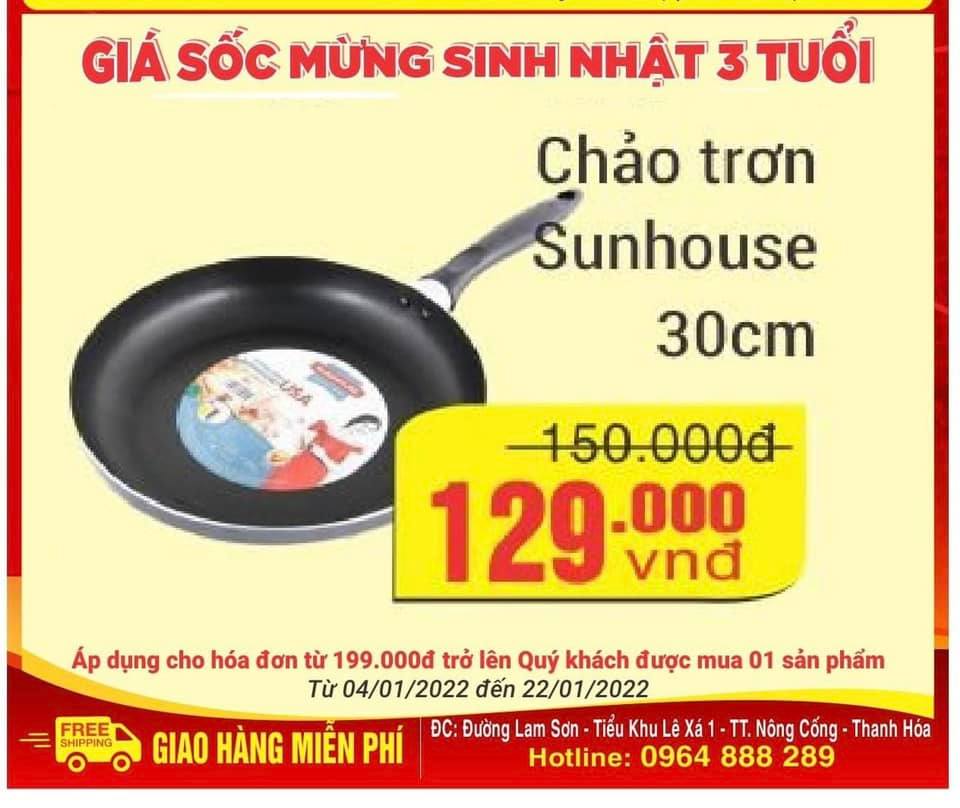 GIÁ SỐC MỪNG SINH NHẬT 3 TUỔI
Chảo trơn
Sunhouse
30cm
USA
150.000đ
129.000
vnđ
Áp dụng cho hóa đơn từ 199.000đ trở lên Quý khách được mua 01 sản phẩm
Từ 04/01/2022 đến 22/01/2022
FREE
SHIPPING
GIAO HÀNG MIỄN PHÍ
ĐC: Đường Lam Sơn - Tiểu Khu Lê Xá 1 - TT. Nông Cống - Thanh Hóa
Hotline: 0964 888 289